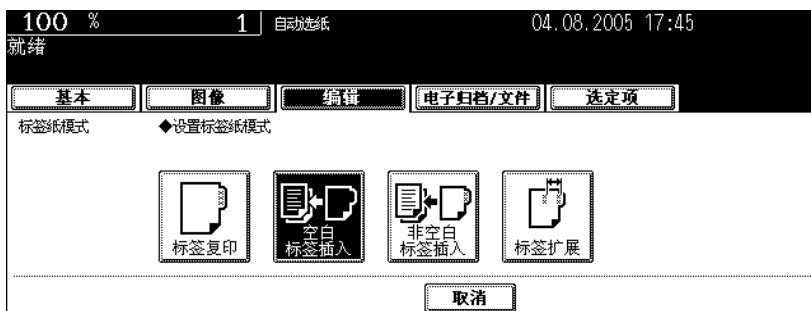 100 % 1 自动选纸 04.08.2005 17:45
就绪
基本 图像 编辑 电子归档/文件 选定项
标签纸模式 ◆设置标签纸模式
标签复印 空白标签插入 非空白标签插入 标签扩展
取消